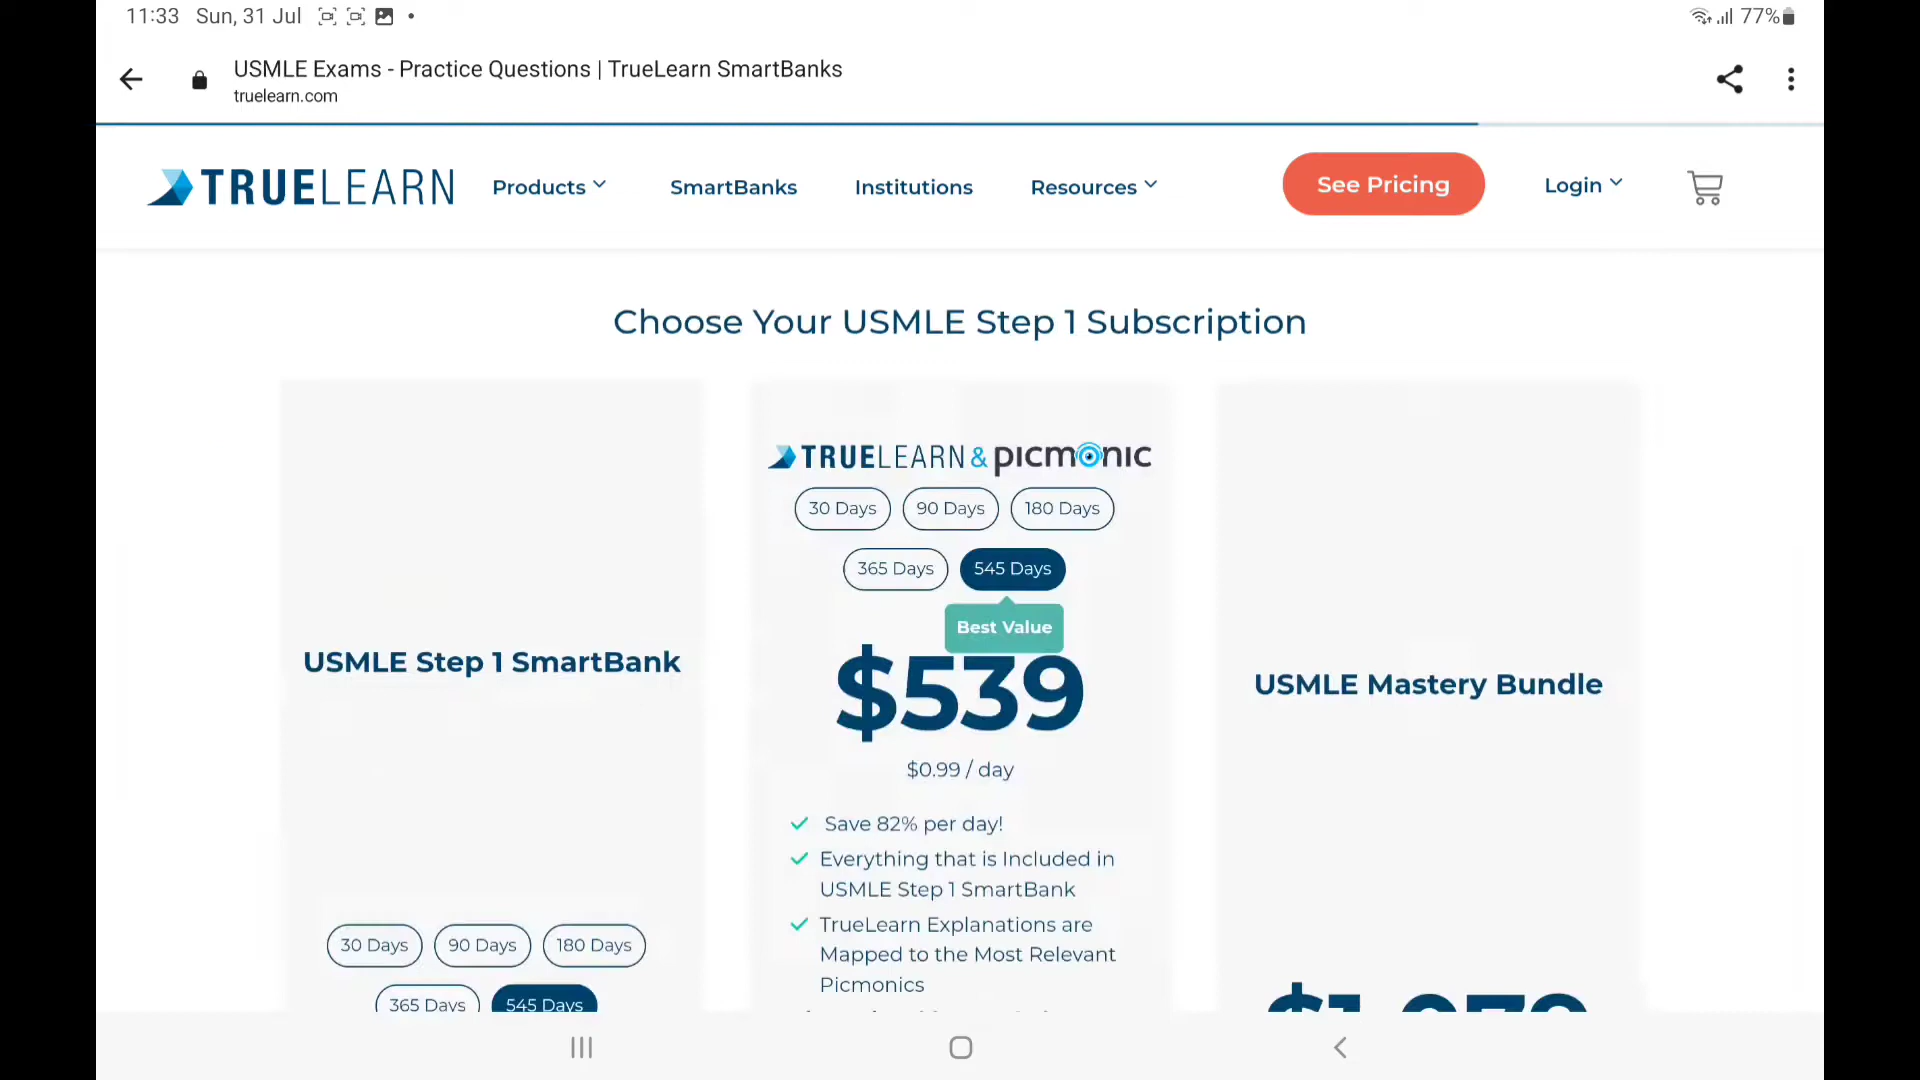 11:33 Sun, 31 Jul
77%
USMLE Exams - Practice Questions | TrueLearn SmartBanks
truelearn.com
TRUELEARN
Products
SmartBanks
Institutions
Resources
See Pricing
Login
Choose Your USMLE Step 1 Subscription
USMLE Step 1 SmartBank
30 Days 90 Days 180 Days
365 Days 545 Days
TRUELEARN & picmonic
30 Days 90 Days 180 Days
365 Days 545 Days
Best Value
$539
$0.99 / day
Save 82% per day!
Everything that is Included in
USMLE Step 1 SmartBank
TrueLearn Explanations are
Mapped to the Most Relevant
Picmonics
USMLE Mastery Bundle